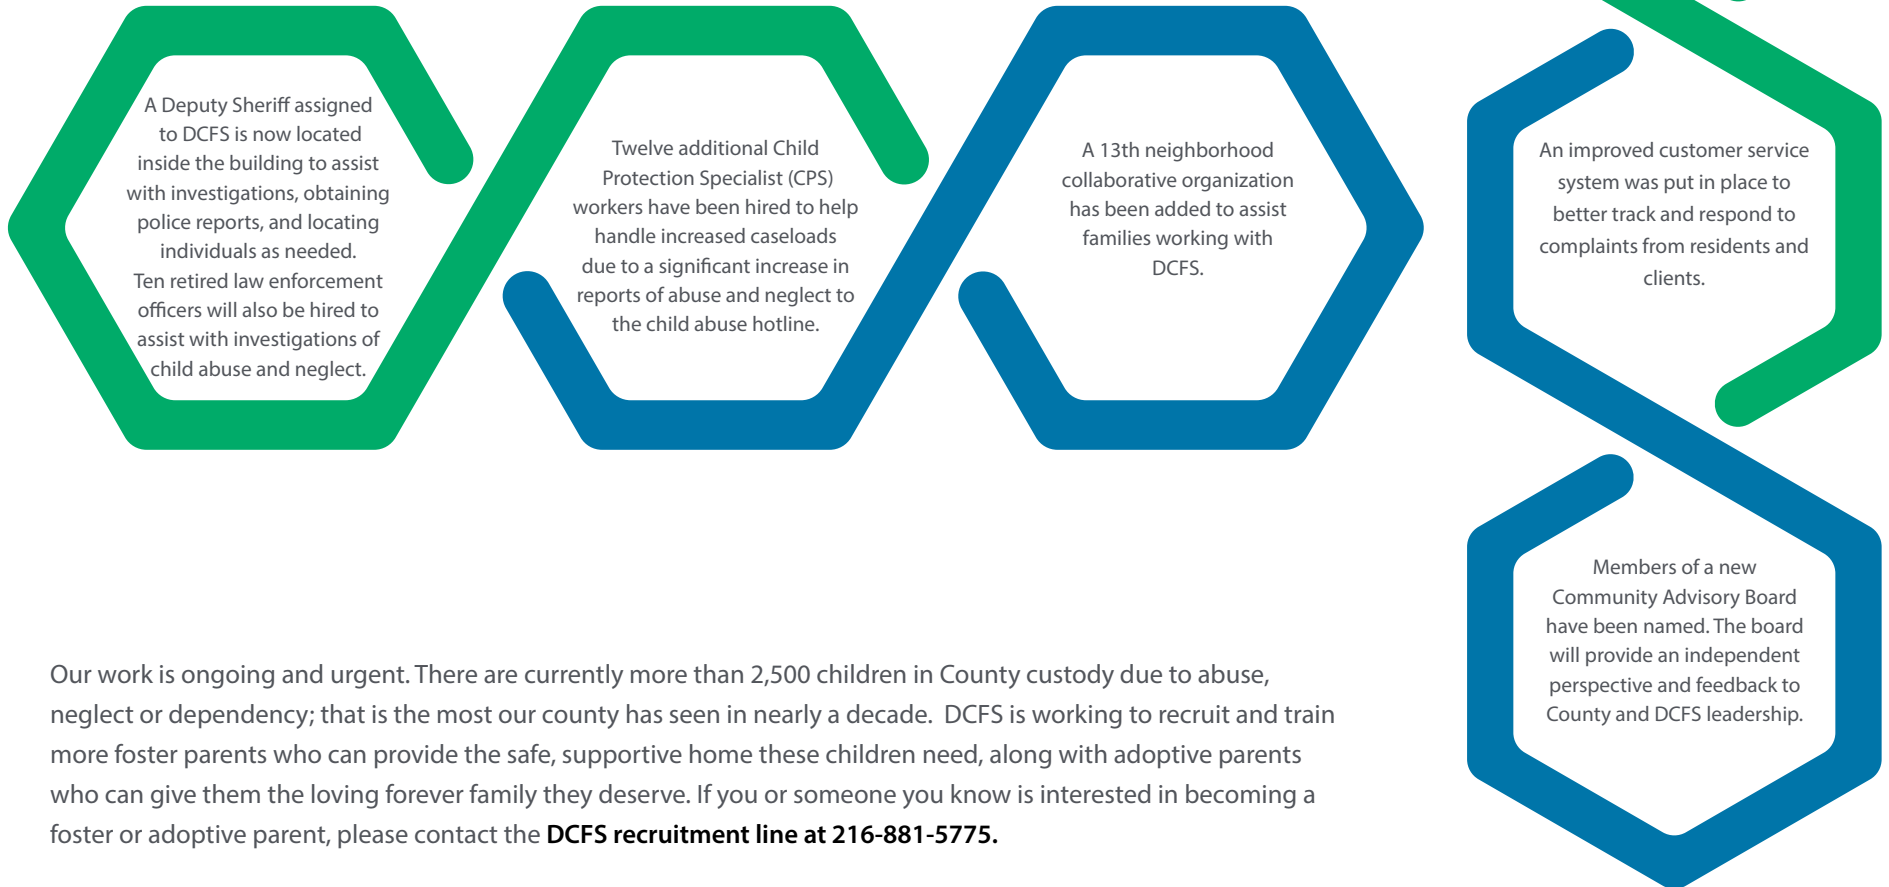 A Deputy Sheriff assigned
to DCFS is now located
inside the building to assist
with investigations, obtaining
police reports, and locating
individuals as needed.
Ten retired law enforcement
officers will also be hired to
assist with investigations of
child abuse and neglect.
Twelve additional Child
Protection Specialist (CPS)
workers have been hired to help
handle increased caseloads
due to a significant increase in
reports of abuse and neglect to
the child abuse hotline.
A 13th neighborhood
collaborative organization
has been added to assist
families working with
DCFS.
An improved customer service
system was put in place to
better track and respond to
complaints from residents and
clients.
Members of a new
Community Advisory Board
have been named. The board
will provide an independent
perspective and feedback to
County and DCFS leadership.
Our work is ongoing and urgent. There are currently more than 2,500 children in County custody due to abuse,
neglect or dependency; that is the most our county has seen in nearly a decade.  DCFS is working to recruit and train
more foster parents who can provide the safe, supportive home these children need, along with adoptive parents
who can give them the loving forever family they deserve. If you or someone you know is interested in becoming a
foster or adoptive parent, please contact the DCFS recruitment line at 216-881-5775.